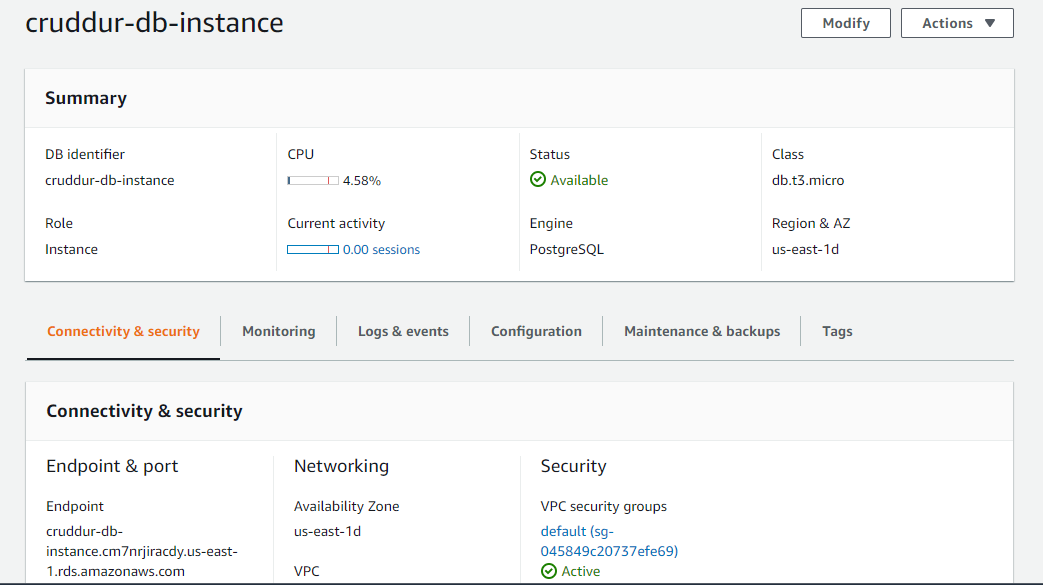 cruddur-db-instance
Modify
Actions
Summary
DB identifier
cruddur-db-instance
CPU
4.58%
Status
Available
Class
db.t3.micro
Role
Instance
Current activity
0.00 sessions
Engine
PostgreSQL
Region & AZ
us-east-1d
Connectivity & security
Monitoring
Logs & events
Configuration
Maintenance & backups
Tags
Connectivity & security
Endpoint & port
Endpoint
cruddur-db-
instance.cm7nrjiracdy.us-east-
1.rds.amazonaws.com
Networking
Availability Zone
us-east-1d
VPC
Security
VPC security groups
default (sg-
045849c20737efe69)
Active